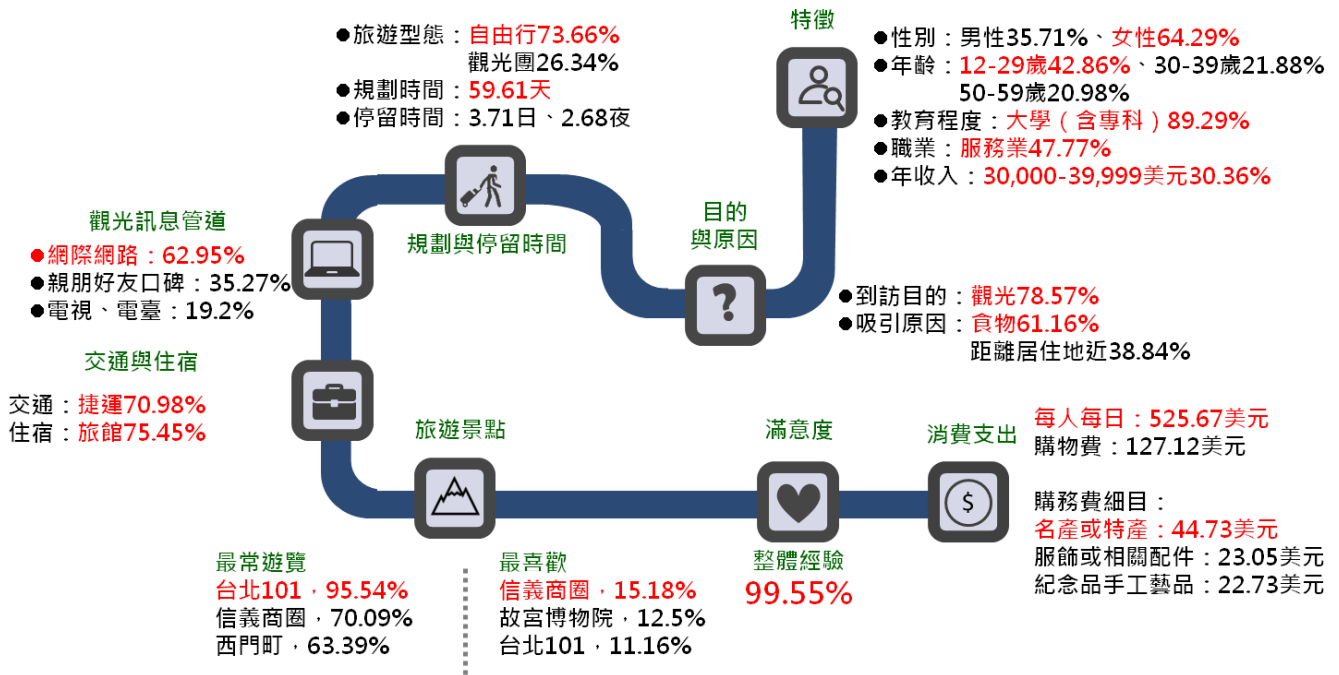 特徵
●性別：男性35.71%、女性64.29%
●年齡：12-29歲42.86%、30-39歲21.88%
50-59歲20.98%
●教育程度：大學（含專科）89.29%
●職業：服務業47.77%
●年收入：30,000-39,999美元30.36%
目的
與原因
●到訪目的：觀光78.57%
●吸引原因：食物61.16%
距離居住地近38.84%
●旅遊型態：自由行73.66%
觀光團26.34%
●規劃時間：59.61天
●停留時間：3.71日、2.68夜
規劃與停留時間
觀光訊息管道
●網際網路：62.95%
●親朋好友口碑：35.27%
●電視、電臺：19.2%
交通與住宿
交通：捷運70.98%
住宿：旅館75.45%
旅遊景點
最常遊覽
台北101，95.54%
信義商圈，70.09%
西門町，63.39%
最喜歡
信義商圈，15.18%
故宮博物院，12.5%
台北101，11.16%
滿意度
整體經驗
99.55%
消費支出
$
每人每日：525.67美元
購物費：127.12美元
購務費細目：
名產或特產：44.73美元
服飾或相關配件：23.05美元
紀念品手工藝品：22.73美元